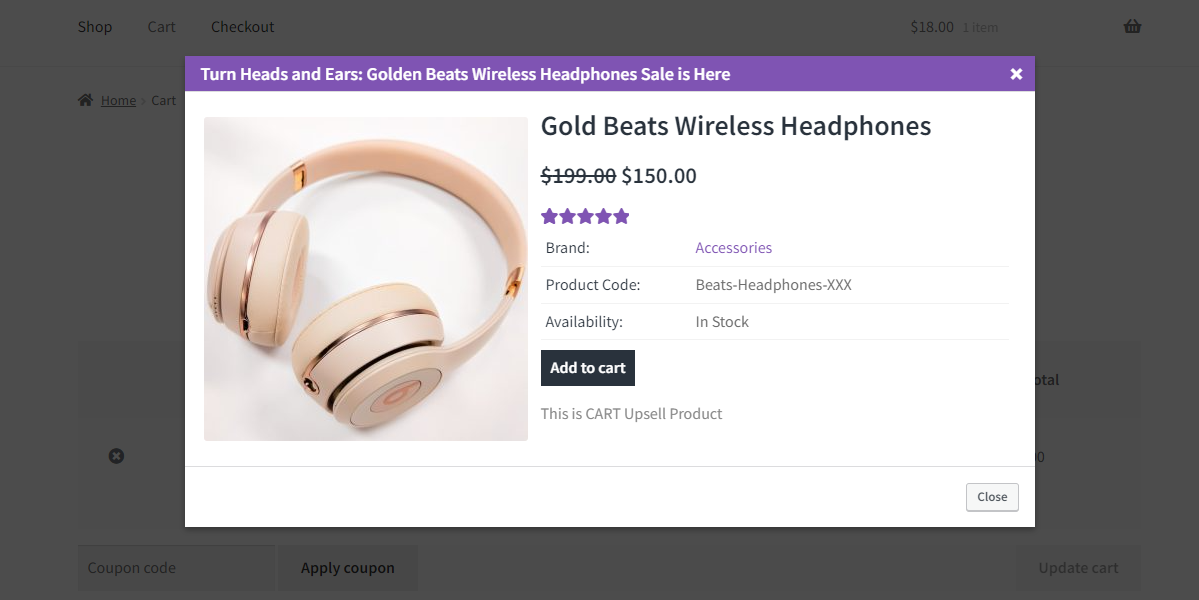 Shop Cart Checkout $18.00 1 item
Turn Heads and Ears: Golden Beats Wireless Headphones Sale is Here ×
Home › Cart
Gold Beats Wireless Headphones
$199.00 $150.00
Brand: Accessories
Product Code: Beats-Headphones-XXX
Availability: In Stock
Add to cart
This is CART Upsell Product
Close
Coupon code Apply coupon Update cart